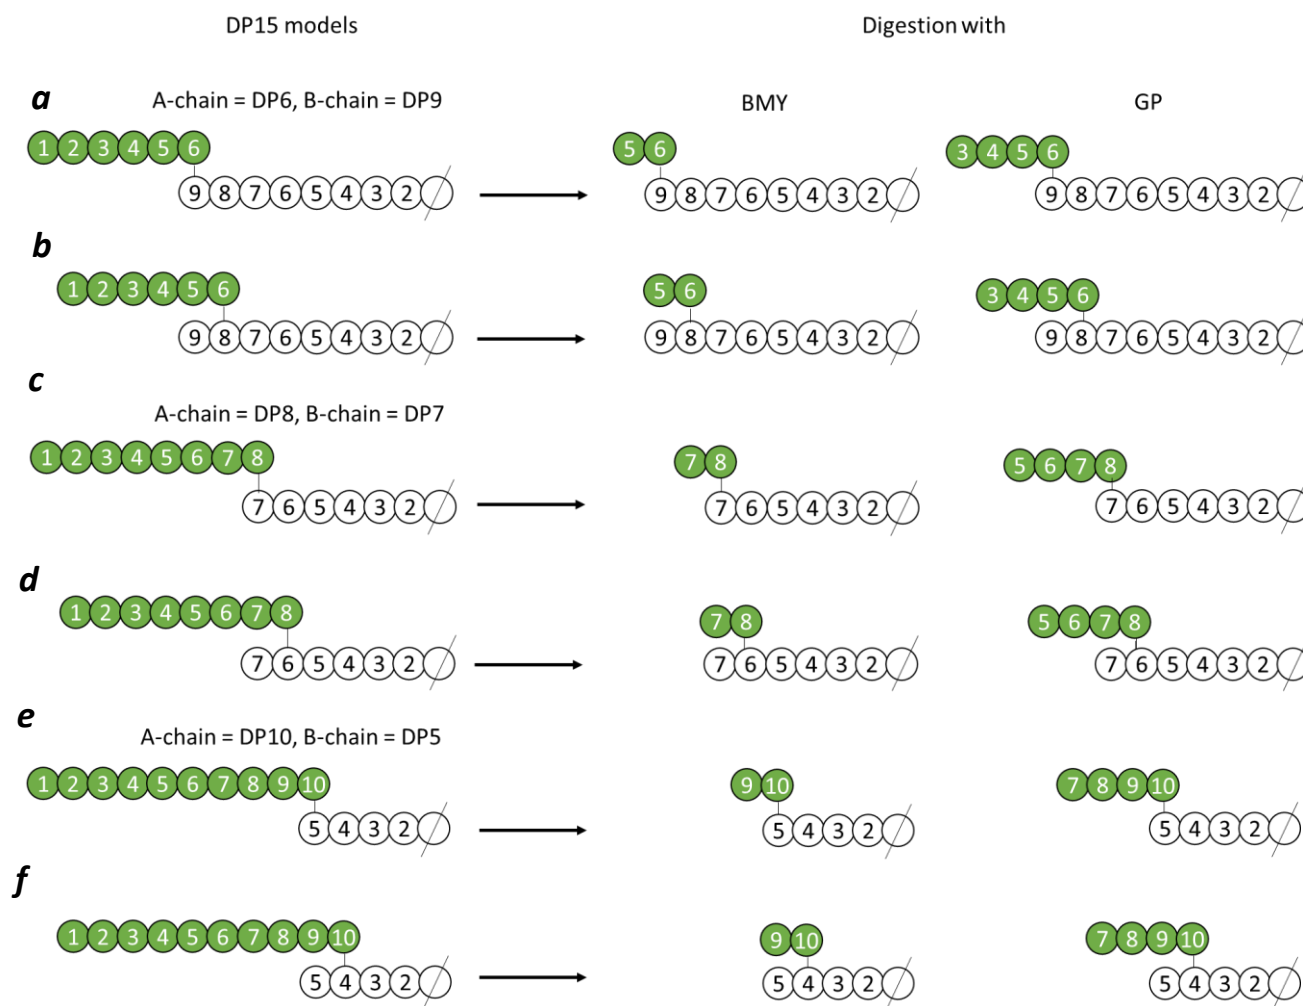 DP15 models Digestion with
a A-chain = DP6, B-chain = DP9 BMY GP
1 2 3 4 5 6 5 6 3 4 5 6
9 8 7 6 5 4 3 2 9 8 7 6 5 4 3 2 9 8 7 6 5 4 3 2
b
1 2 3 4 5 6 5 6 3 4 5 6
9 8 7 6 5 4 3 2 9 8 7 6 5 4 3 2 9 8 7 6 5 4 3 2
c
A-chain = DP8, B-chain = DP7
1 2 3 4 5 6 7 8 7 8 5 6 7 8
7 6 5 4 3 2 7 6 5 4 3 2 7 6 5 4 3 2
d
1 2 3 4 5 6 7 8 7 8 5 6 7 8
7 6 5 4 3 2 7 6 5 4 3 2 7 6 5 4 3 2
e
A-chain = DP10, B-chain = DP5
1 2 3 4 5 6 7 8 9 10 9 10 7 8 9 10
5 4 3 2 5 4 3 2 5 4 3 2
f
1 2 3 4 5 6 7 8 9 10 9 10 7 8 9 10
5 4 3 2 5 4 3 2 5 4 3 2